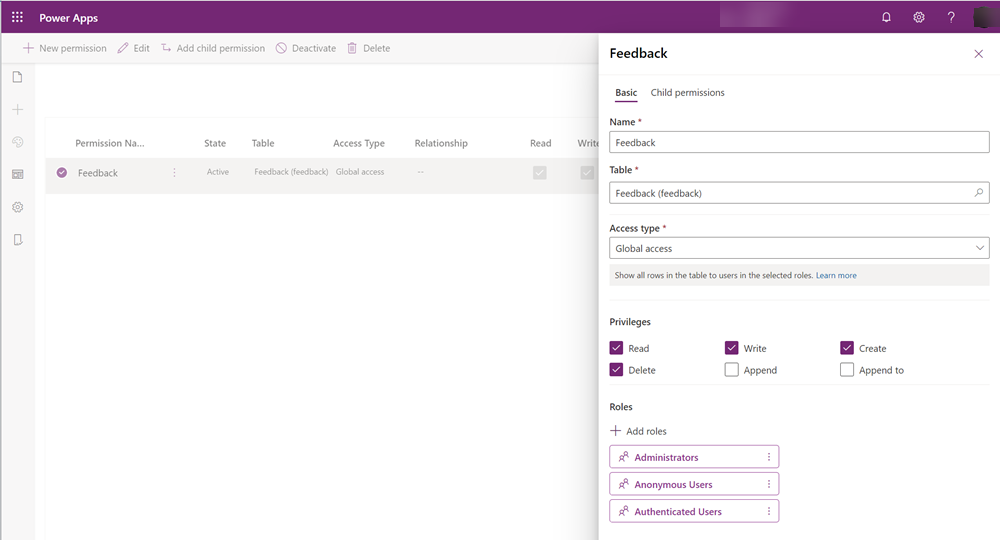 Power Apps
?
New permission Edit Add child permission Deactivate Delete
Feedback
Basic Child permissions
Permission Na... State Table Access Type Relationship Read Write
Feedback Active Feedback (feedback) Global access --
Name *
Feedback
Table *
Feedback (feedback)
Access type *
Global access
Show all rows in the table to users in the selected roles. Learn more
Privileges
Read Write Create
Delete Append Append to
Roles
Add roles
Administrators
Anonymous Users
Authenticated Users